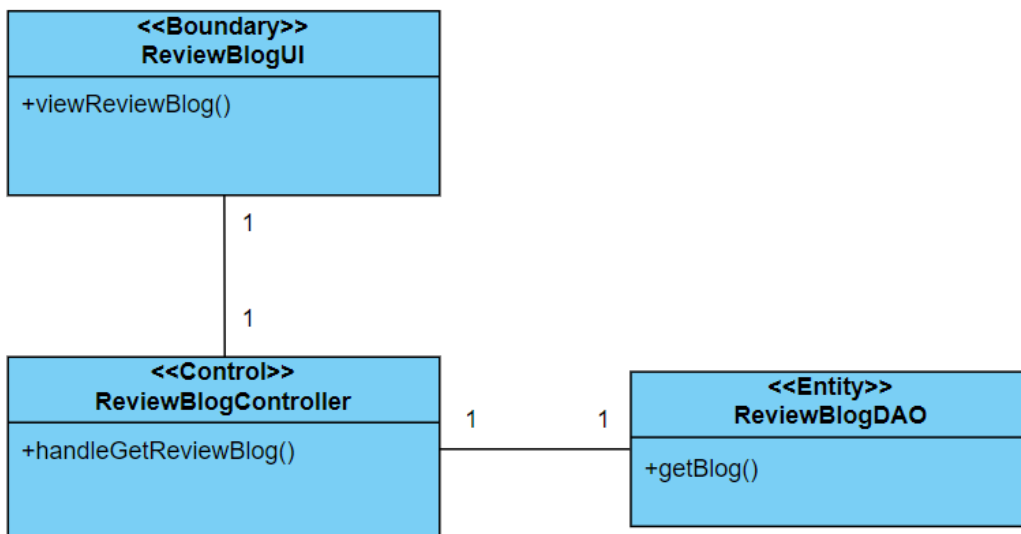 <<Boundary>>
ReviewBlogUI
+viewReviewBlog()
1
1
<<Control>>
ReviewBlogController
+handleGetReviewBlog()
1 1
<<Entity>>
ReviewBlogDAO
+getBlog()